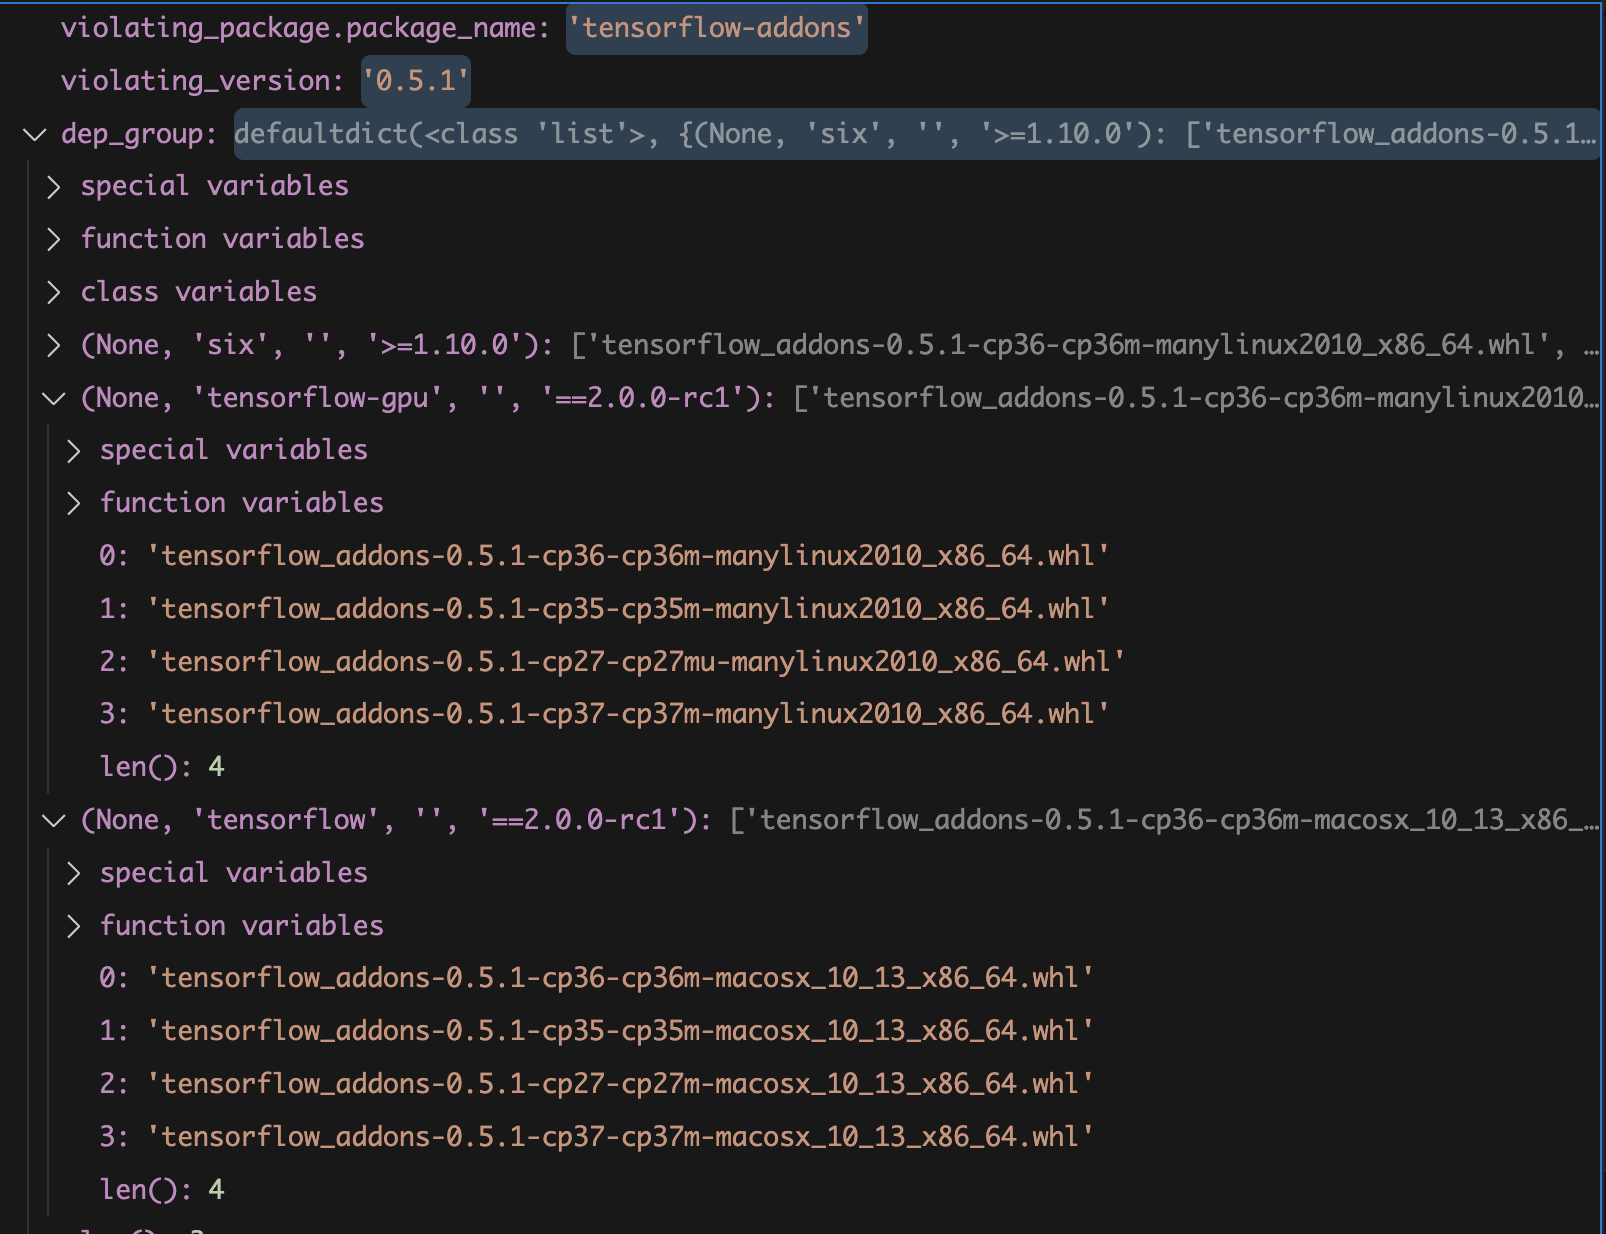 violating_package.package_name: 'tensorflow-addons'
violating_version: '0.5.1'
dep_group: defaultdict(<class 'list'>, {(None, 'six', '', '>=1.10.0'): ['tensorflow_addons-0.5.1…
special variables
function variables
class variables
(None, 'six', '', '>=1.10.0'): ['tensorflow_addons-0.5.1-cp36-cp36m-manylinux2010_x86_64.whl', …
(None, 'tensorflow-gpu', '', '==2.0.0-rc1'): ['tensorflow_addons-0.5.1-cp36-cp36m-manylinux2010…
special variables
function variables
0: 'tensorflow_addons-0.5.1-cp36-cp36m-manylinux2010_x86_64.whl'
1: 'tensorflow_addons-0.5.1-cp35-cp35m-manylinux2010_x86_64.whl'
2: 'tensorflow_addons-0.5.1-cp27-cp27mu-manylinux2010_x86_64.whl'
3: 'tensorflow_addons-0.5.1-cp37-cp37m-manylinux2010_x86_64.whl'
len(): 4
(None, 'tensorflow', '', '==2.0.0-rc1'): ['tensorflow_addons-0.5.1-cp36-cp36m-macosx_10_13_x86_…
special variables
function variables
0: 'tensorflow_addons-0.5.1-cp36-cp36m-macosx_10_13_x86_64.whl'
1: 'tensorflow_addons-0.5.1-cp35-cp35m-macosx_10_13_x86_64.whl'
2: 'tensorflow_addons-0.5.1-cp27-cp27m-macosx_10_13_x86_64.whl'
3: 'tensorflow_addons-0.5.1-cp37-cp37m-macosx_10_13_x86_64.whl'
len(): 4